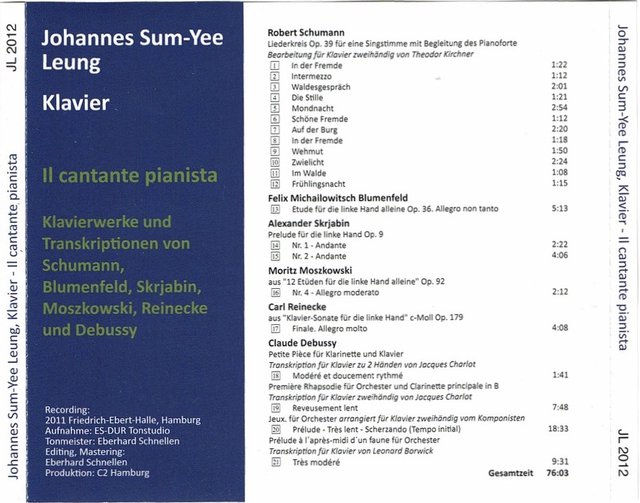 Johannes Sum-Yee Leung, Klavier - Il cantante pianista
JL 2012
Johannes Sum-Yee
Leung
Klavier
Il cantante pianista
Klavierwerke und
Transkriptionen von
Schumann,
Blumenfeld, Skrjabin,
Moszkowski, Reinecke
und Debussy
Recording:
2011 Friedrich-Ebert-Halle, Hamburg
Aufnahme: ES-DUR Tonstudio
Tonmeister: Eberhard Schnellen
Editing, Mastering:
Eberhard Schnellen
Produktion: C2 Hamburg
Robert Schumann
Liederkreis Op. 39 für eine Singstimme mit Begleitung des Pianoforte
Bearbeitung für Klavier zweihändig von Theodor Kirchner
1 In der Fremde 1:22
2 Intermezzo 1:12
3 Waldesgespräch 2:01
4 Die Stille 1:21
5 Mondnacht 2:54
6 Schöne Fremde 1:12
7 Auf der Burg 2:20
8 In der Fremde 1:18
9 Wehmut 1:50
10 Zwielicht 2:24
11 Im Walde 1:08
12 Frühlingsnacht 1:15
Felix Michailowitsch Blumenfeld
13 Etude für die linke Hand alleine Op. 36. Allegro non tanto 5:13
Alexander Skrjabin
Prelude für die linke Hand Op. 9
14 Nr. 1 - Andante 2:22
15 Nr. 2 - Andante 4:06
Moritz Moszkowski
aus "12 Etüden für die linke Hand alleine" Op. 92
16 Nr. 4 - Allegro moderato 2:12
Carl Reinecke
aus "Klavier-Sonate für die linke Hand" c-Moll Op. 179
17 Finale. Allegro molto 4:08
Claude Debussy
Petite Pièce für Klarinette und Klavier
Transkription für Klavier zu 2 Händen von Jacques Charlot
18 Modéré et doucement rythmé 1:41
Première Rhapsodie für Orchester und Clarinette principale in B
Transkription für Klavier zweihändig von Jacques Charlot
19 Reveusement lent 7:48
Jeux. für Orchester arrangiert für Klavier zweihändig vom Komponisten
20 Prélude - Très lent - Scherzando (Tempo initial) 18:33
Prélude à l´après-midi d´un faune für Orchester
Transkription für Klavier von Leonard Borwick
21 Très modéré 9:31
Gesamtzeit 76:03
Johannes Sum-Yee Leung, Klavier - Il cantante pianista
JL 2012